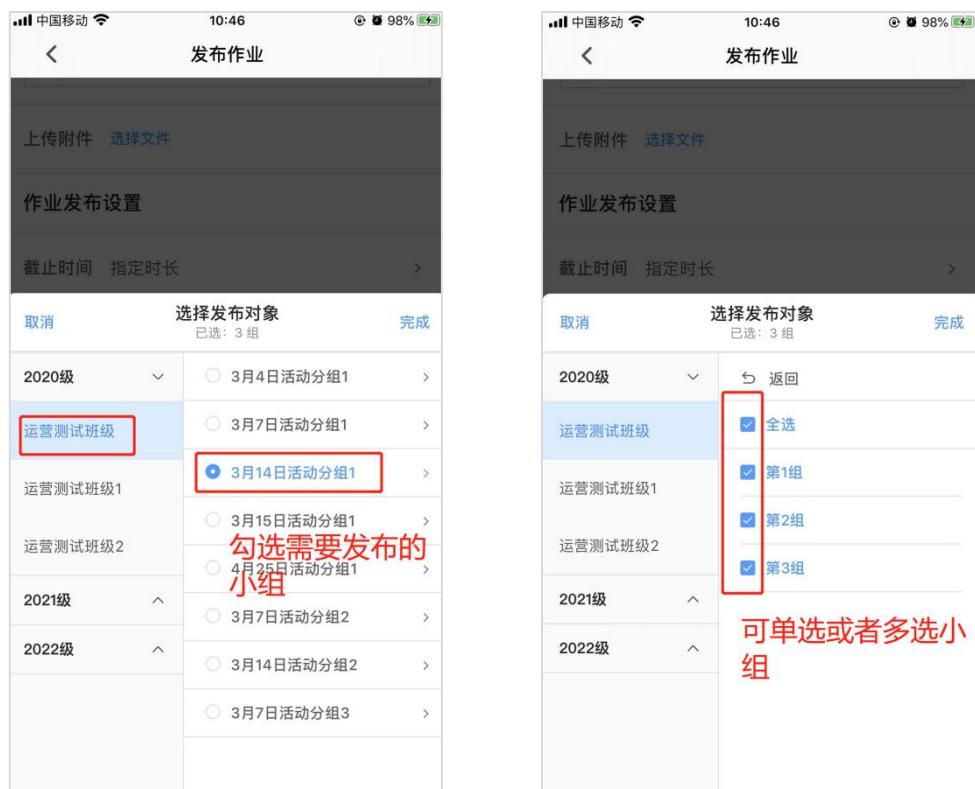 中国移动 10:46 98%
发布作业
上传附件 选择文件
作业发布设置
截止时间 指定时长
取消 选择发布对象 完成
已选：3 组
2020级
运营测试班级
运营测试班级1
运营测试班级2
2021级
2022级
3月4日活动分组1
3月7日活动分组1
3月14日活动分组1
3月15日活动分组1
4月25日活动分组1
3月7日活动分组2
3月14日活动分组2
3月7日活动分组3
勾选需要发布的
小组
中国移动 10:46 98%
发布作业
上传附件 选择文件
作业发布设置
截止时间 指定时长
取消 选择发布对象 完成
已选：3 组
2020级
运营测试班级
运营测试班级1
运营测试班级2
2021级
2022级
返回
全选
第1组
第2组
第3组
可单选或者多选小
组